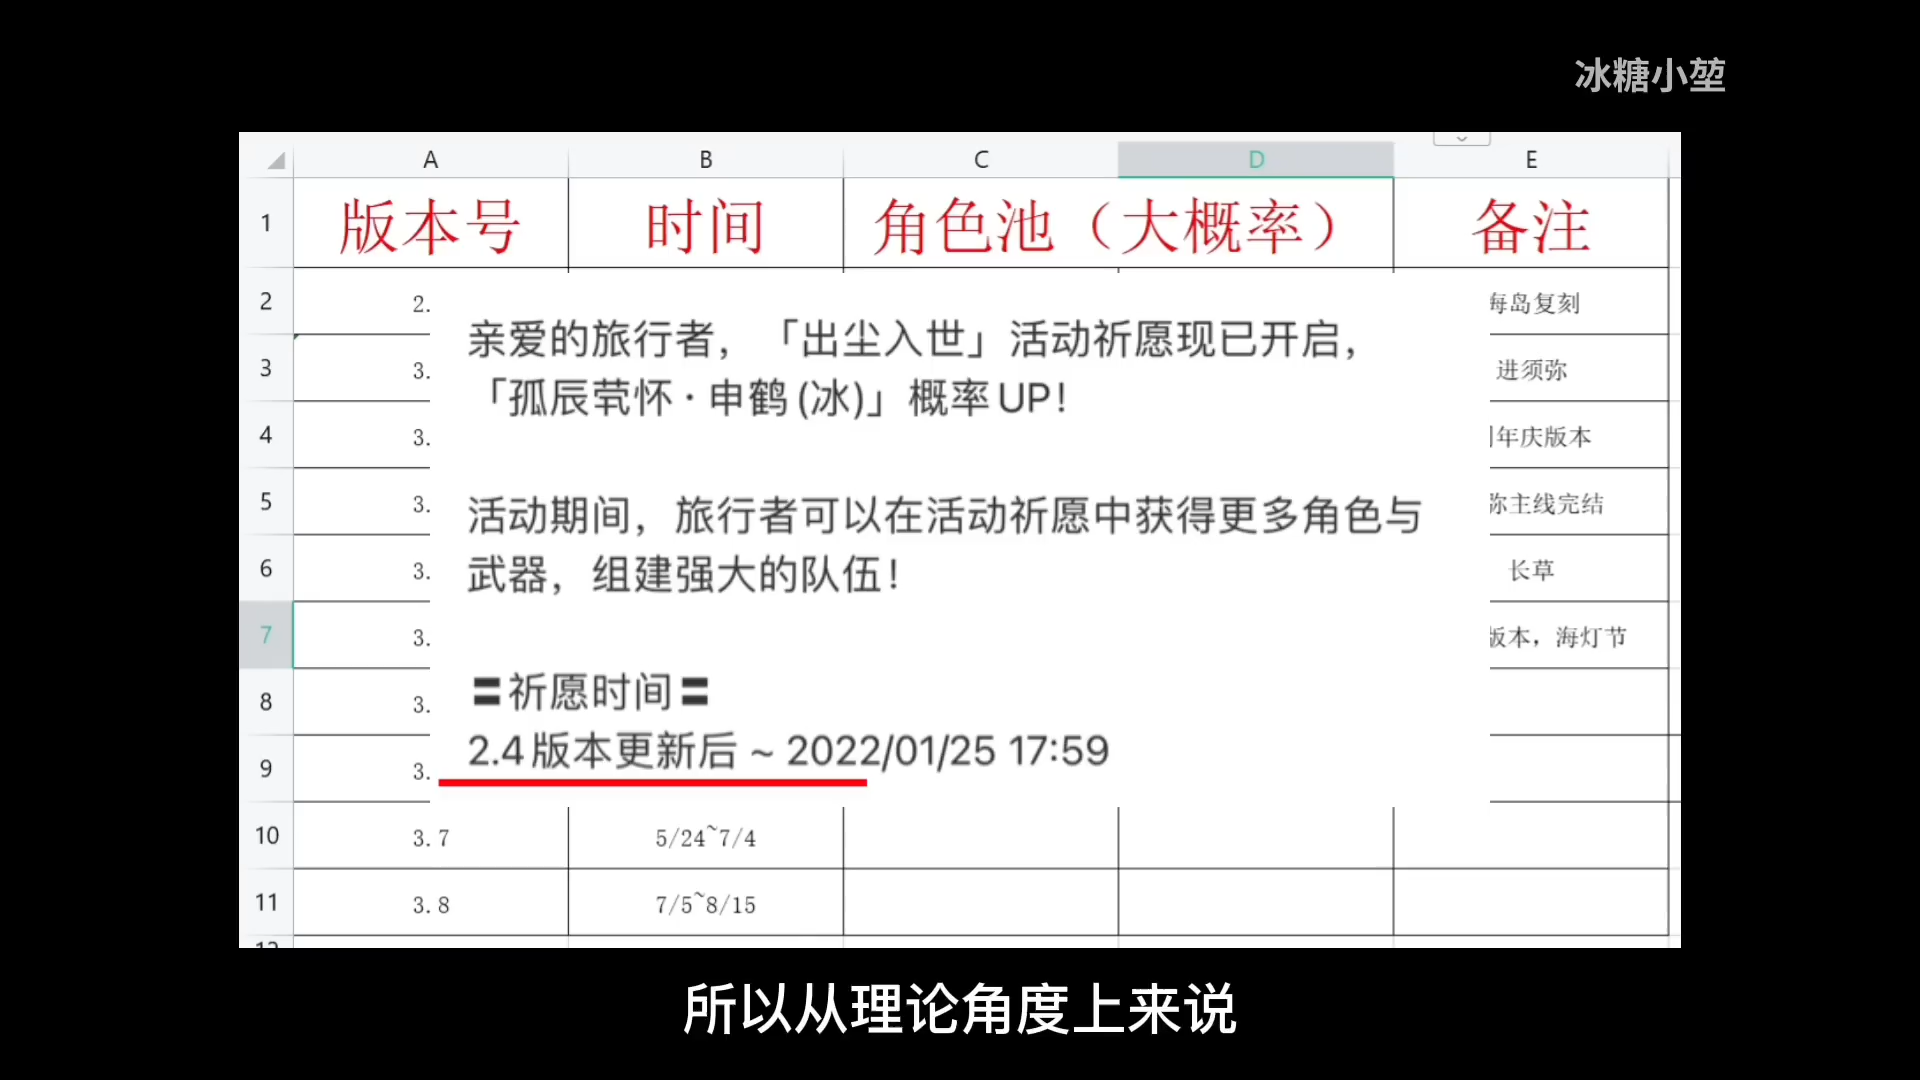 冰糖小堃
A B C D E
1 版本号 时间 角色池（大概率） 备注
2 2. 海岛复刻
3 3. 进须弥
4 3. 年庆版本
5 3. 弥主线完结
6 3. 长草
7 3. 版本，海灯节
8 3.
9 3.
亲爱的旅行者，「出尘入世」活动祈愿现已开启，
「孤辰茕怀·申鹤(冰)」概率UP！
活动期间，旅行者可以在活动祈愿中获得更多角色与
武器，组建强大的队伍！
〓祈愿时间〓
2.4版本更新后 ~ 2022/01/25 17:59
10 3.7 5/24~7/4
11 3.8 7/5~8/15
所以从理论角度上来说